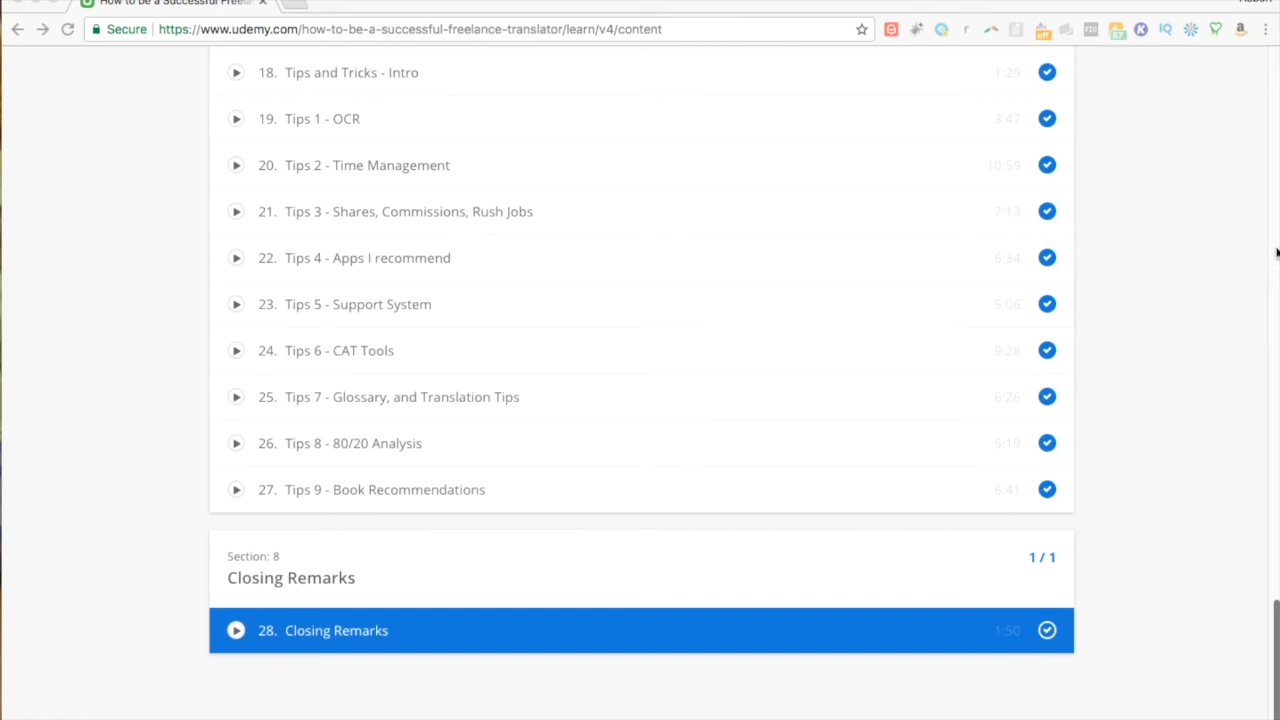 How to be a Successful Freela
Secure https://www.udemy.com/how-to-be-a-successful-freelance-translator/learn/v4/content
18. Tips and Tricks - Intro 1:29
19. Tips 1 - OCR 3:47
20. Tips 2 - Time Management 10:59
21. Tips 3 - Shares, Commissions, Rush Jobs 7:13
22. Tips 4 - Apps I recommend 6:34
23. Tips 5 - Support System 5:06
24. Tips 6 - CAT Tools 9:28
25. Tips 7 - Glossary, and Translation Tips 6:26
26. Tips 8 - 80/20 Analysis 5:19
27. Tips 9 - Book Recommendations 6:41
Section: 8 1 / 1
Closing Remarks
28. Closing Remarks 1:50